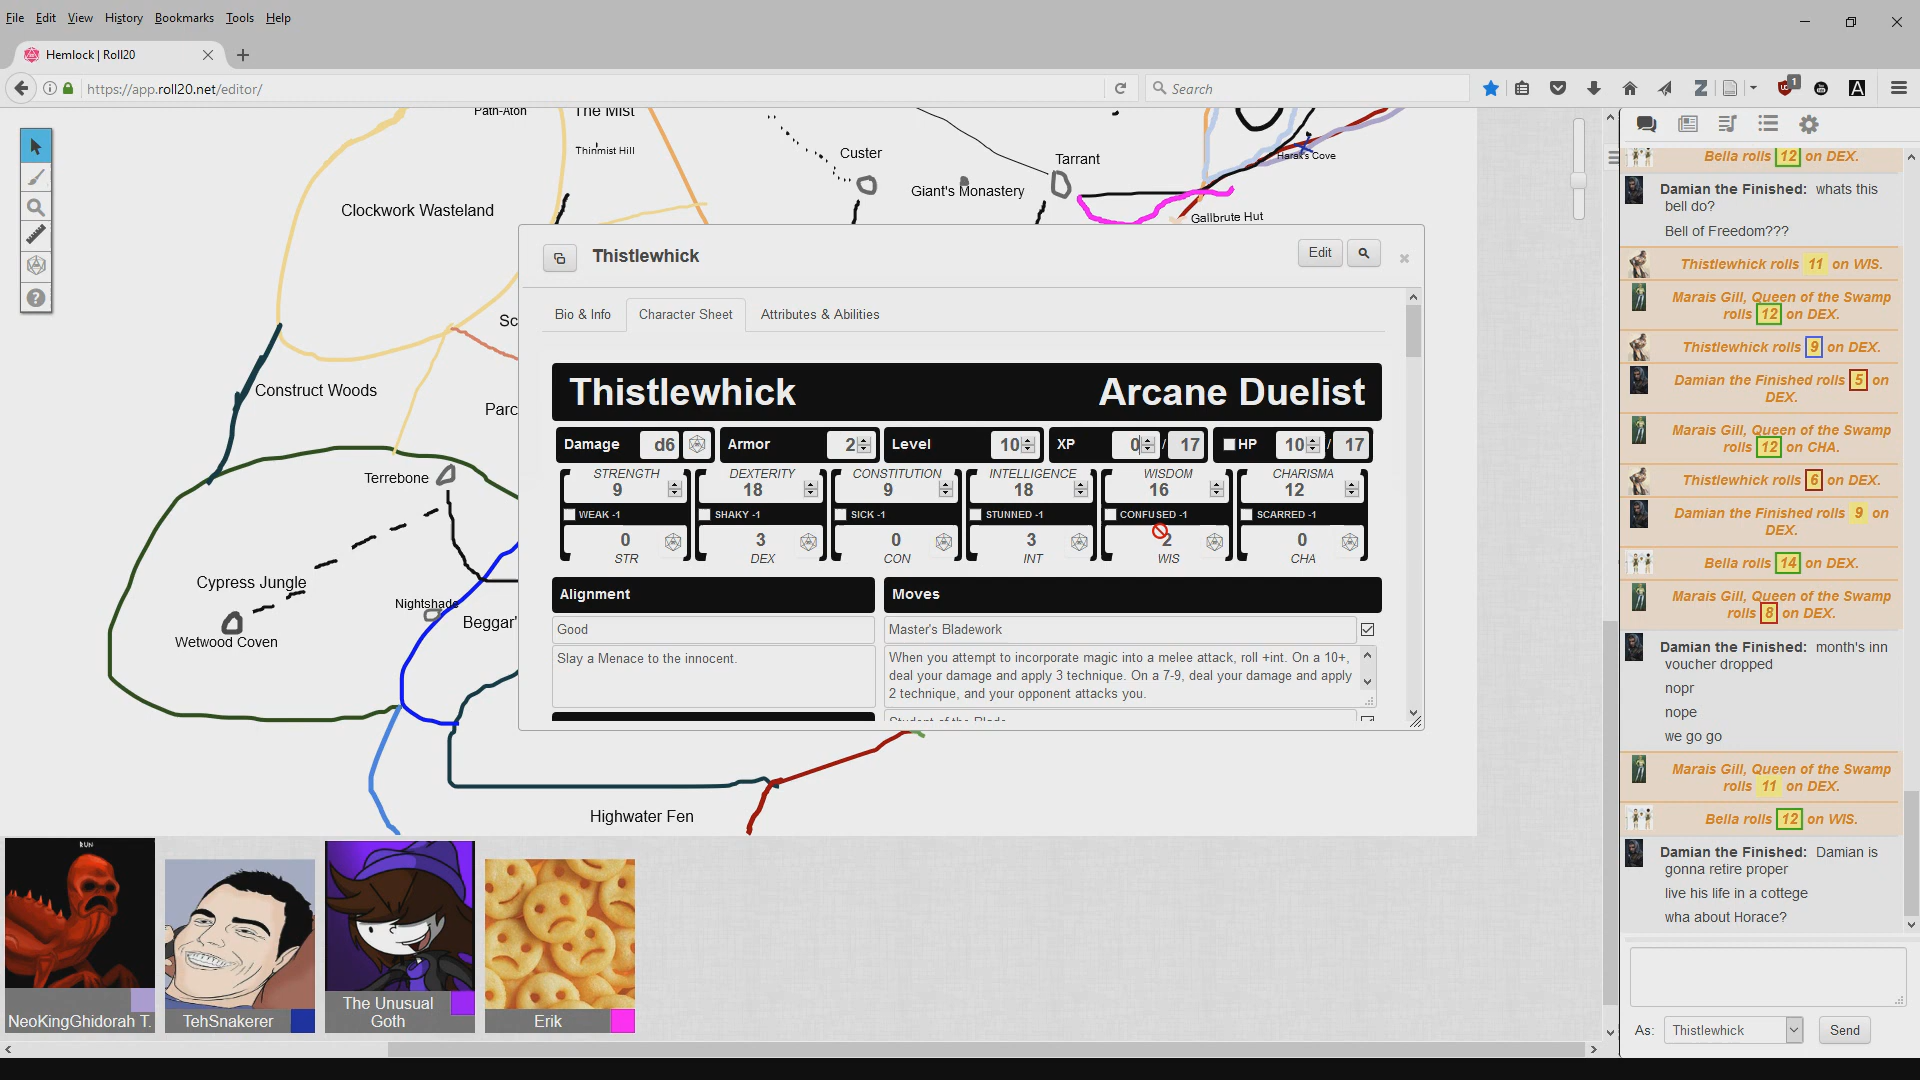 File Edit View History Bookmarks Tools Help
Hemlock | Roll20
https://app.roll20.net/editor/
Search
1
Path-Aton
The Mist
Thinmist Hill
Custer
Tarrant
Giant's Monastery
Harak's Cove
Gallbrute Hut
Clockwork Wasteland
Construct Woods
Sc
Parc
Terrebone
Cypress Jungle
Nightshade
Beggar'
Wetwood Coven
Highwater Fen
Thistlewhick
Edit
Bio & Info
Character Sheet
Attributes & Abilities
Thistlewhick Arcane Duelist
Damage d6 Armor 2 Level 10 XP 0 / 17 HP 10 / 17
STRENGTH DEXTERITY CONSTITUTION INTELLIGENCE WISDOM CHARISMA
9 18 9 18 16 12
WEAK -1 SHAKY -1 SICK -1 STUNNED -1 CONFUSED -1 SCARRED -1
0 3 0 3 2 0
STR DEX CON INT WIS CHA
Alignment Moves
Good Master's Bladework
Slay a Menace to the innocent.
When you attempt to incorporate magic into a melee attack, roll +int. On a 10+,
deal your damage and apply 3 technique. On a 7-9, deal your damage and apply
2 technique, and your opponent attacks you.
Student of the Blade
RUN
NeoKingGhidorah T.
TehSnakerer
The Unusual
Goth
Erik
Bella rolls 12 on DEX.
Damian the Finished: whats this
bell do?
Bell of Freedom???
Thistlewhick rolls 11 on WIS.
Marais Gill, Queen of the Swamp
rolls 12 on DEX.
Thistlewhick rolls 9 on DEX.
Damian the Finished rolls 5 on
DEX.
Marais Gill, Queen of the Swamp
rolls 12 on CHA.
Thistlewhick rolls 6 on DEX.
Damian the Finished rolls 9 on
DEX.
Bella rolls 14 on DEX.
Marais Gill, Queen of the Swamp
rolls 8 on DEX.
Damian the Finished: month's inn
voucher dropped
nopr
nope
we go go
Marais Gill, Queen of the Swamp
rolls 11 on DEX.
Bella rolls 12 on WIS.
Damian the Finished: Damian is
gonna retire proper
live his life in a cottege
wha about Horace?
As: Thistlewhick Send